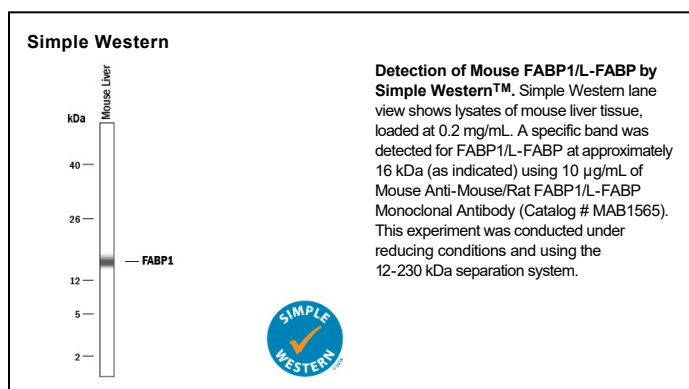 Simple Western
Mouse Liver
kDa
40
26
FABP1
12
5
2
SIMPLE
WESTERN
Detection of Mouse FABP1/L-FABP by
Simple Western™. Simple Western lane
view shows lysates of mouse liver tissue,
loaded at 0.2 mg/mL. A specific band was
detected for FABP1/L-FABP at approximately
16 kDa (as indicated) using 10 µg/mL of
Mouse Anti-Mouse/Rat FABP1/L-FABP
Monoclonal Antibody (Catalog # MAB1565).
This experiment was conducted under
reducing conditions and using the
12-230 kDa separation system.